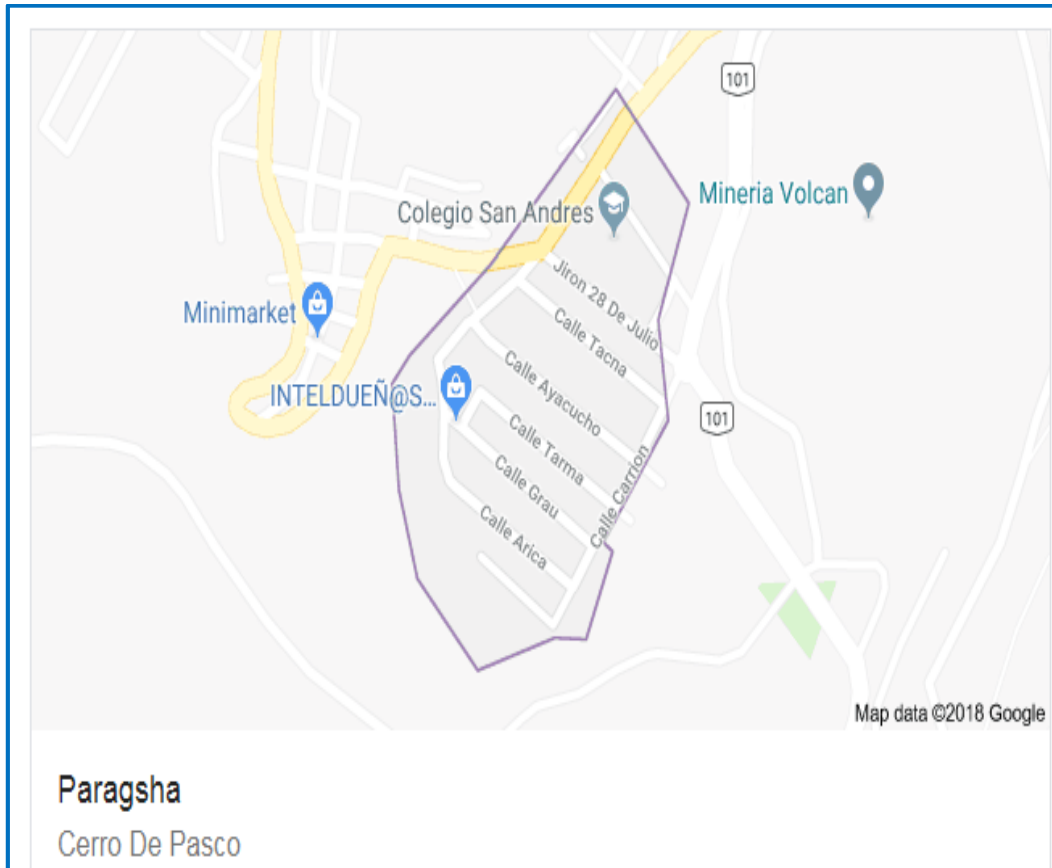 101
Mineria Volcan
Colegio San Andres
Jiron 28 De Julio
Minimarket
Calle Tacna
Calle Ayacucho
INTELDUEÑ@S...
101
Calle Tarma
Calle Grau
Calle Carrion
Calle Arica
Map data ©2018 Google
Paragsha
Cerro De Pasco